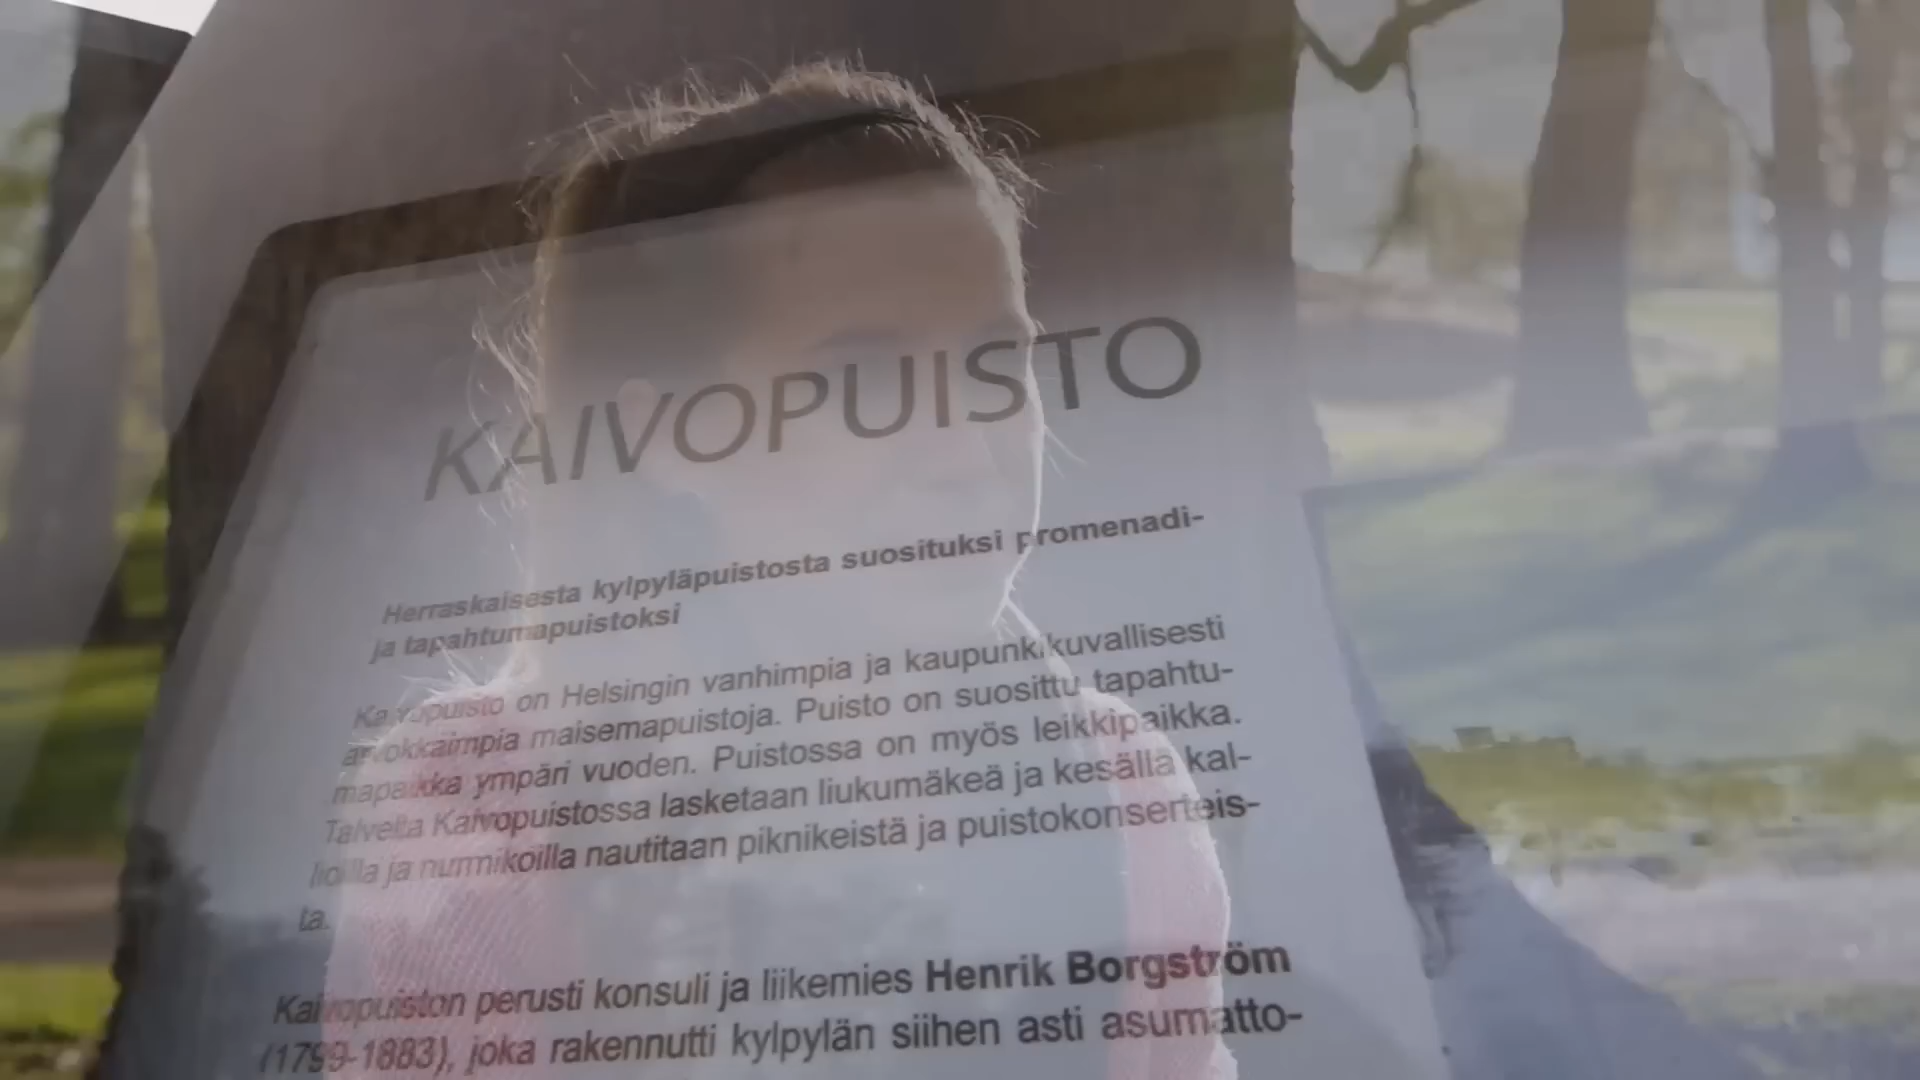 KAIVOPUISTO
Herraskaisesta kylpyläpuistosta suosituksi promenadi-
ja tapahtumapuistoksi
Kaivopuisto on Helsingin vanhimpia ja kaupunkikuvallisesti
arvokkaimpia maisemapuistoja. Puisto on suosittu tapahtu-
mapaikka ympäri vuoden. Puistossa on myös leikkipaikka.
Talvella Kaivopuistossa lasketaan liukumäkeä ja kesällä kal-
lioilla ja nurmikoilla nautitaan piknikeistä ja puistokonserteis-
ta.
Kaivopuiston perusti konsuli ja liikemies Henrik Borgström
(1799-1883), joka rakennutti kylpylän siihen asti asumatto-